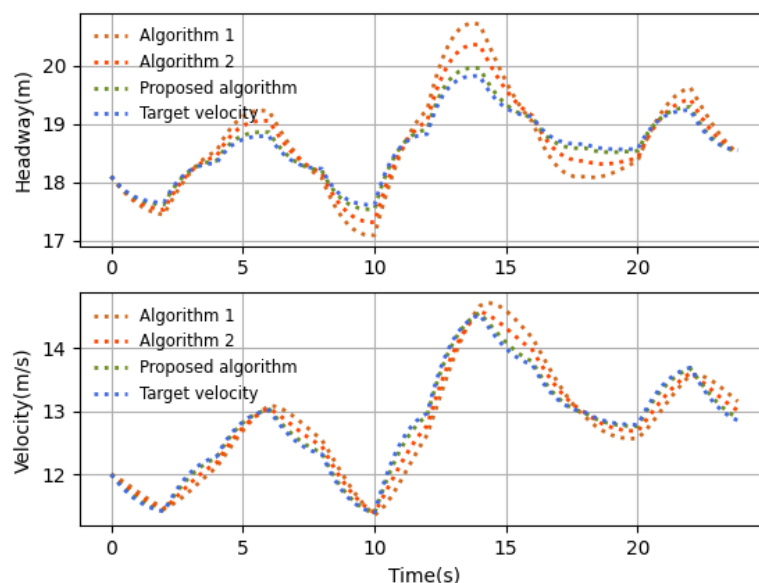 Headway(m)
20
19
18
17
Algorithm 1
Algorithm 2
Proposed algorithm
Target velocity
0 5 10 15 20
Velocity(m/s)
14
13
12
Algorithm 1
Algorithm 2
Proposed algorithm
Target velocity
0 5 10 15 20
Time(s)